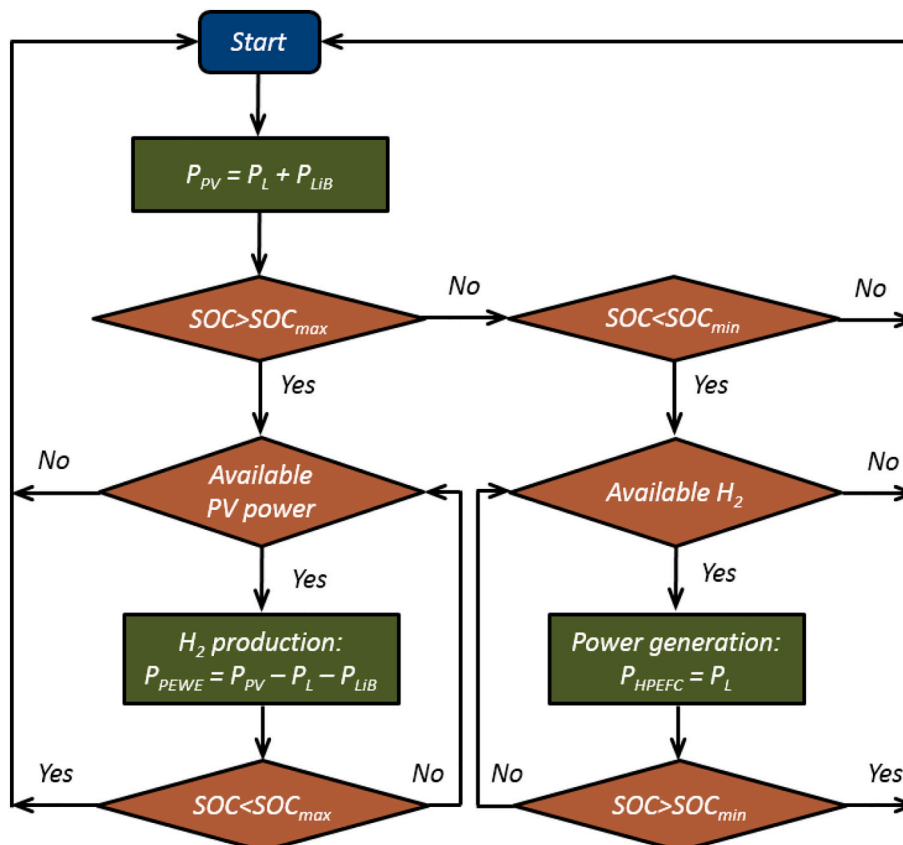 Start
P_PV = P_L + P_LiB
No
No
SOC>SOC_max
SOC<SOC_min
Yes
Yes
No
Available
PV power
Available H_2
No
Yes
Yes
H_2 production:
P_PEWE = P_PV – P_L – P_LiB
Power generation:
P_HPEFC = P_L
Yes
No
No
Yes
SOC<SOC_max
SOC>SOC_min